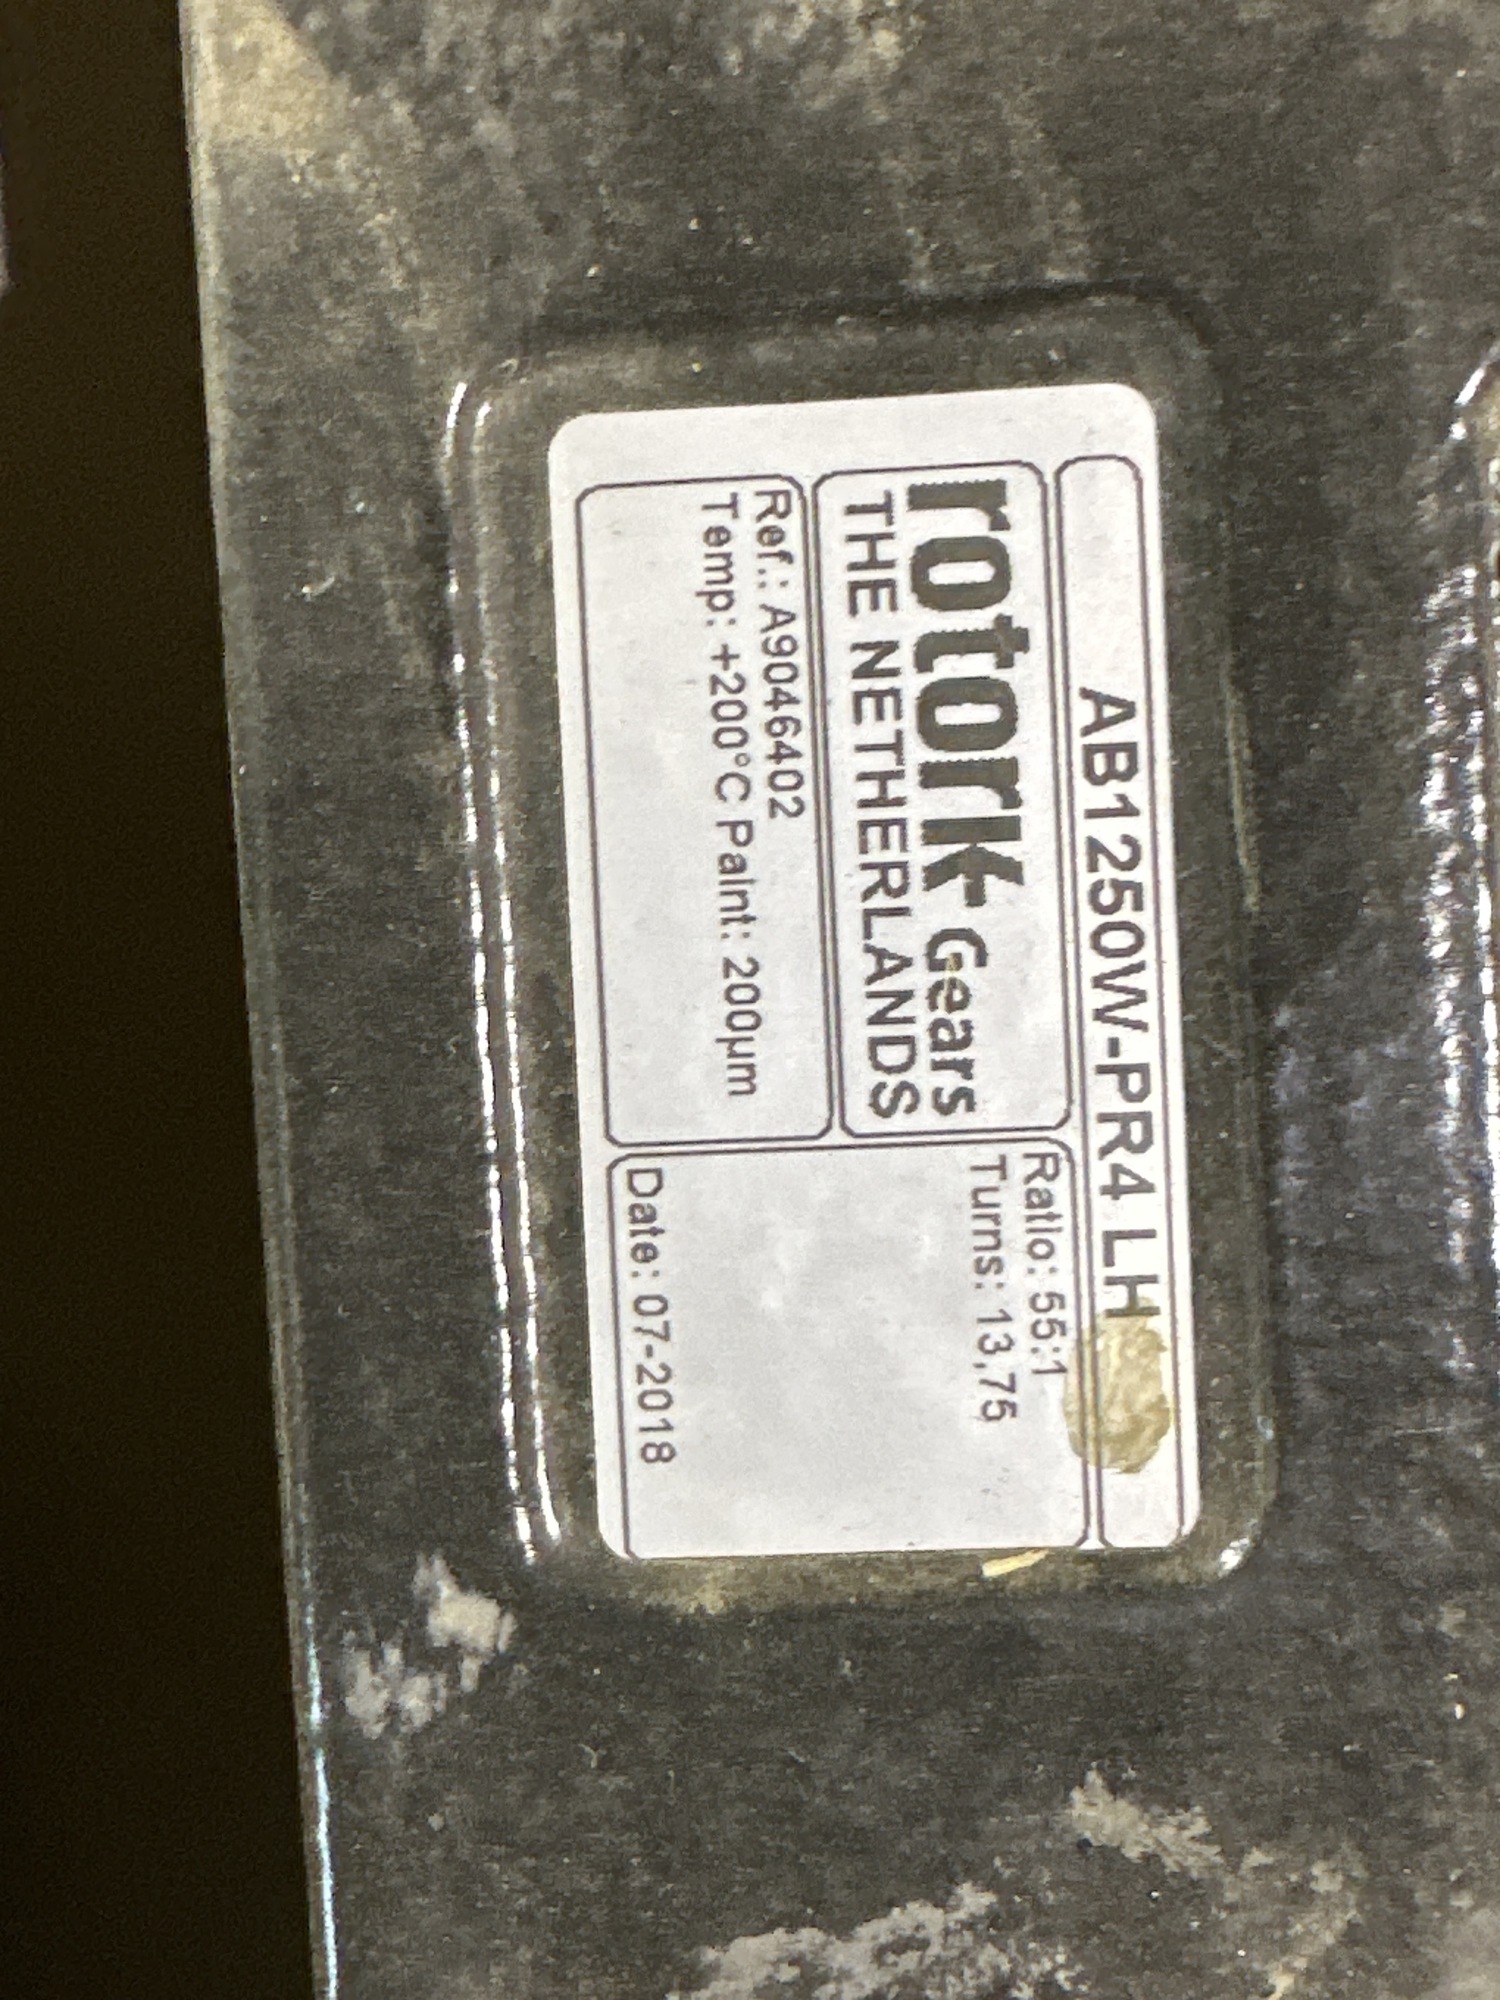 AB1250W-PR4 LH
rotork Gears
THE NETHERLANDS
Ratio: 55:1
Turns: 13,75
Ref.: A9046402
Temp: +200°C Paint: 200µm
Date: 07-2018